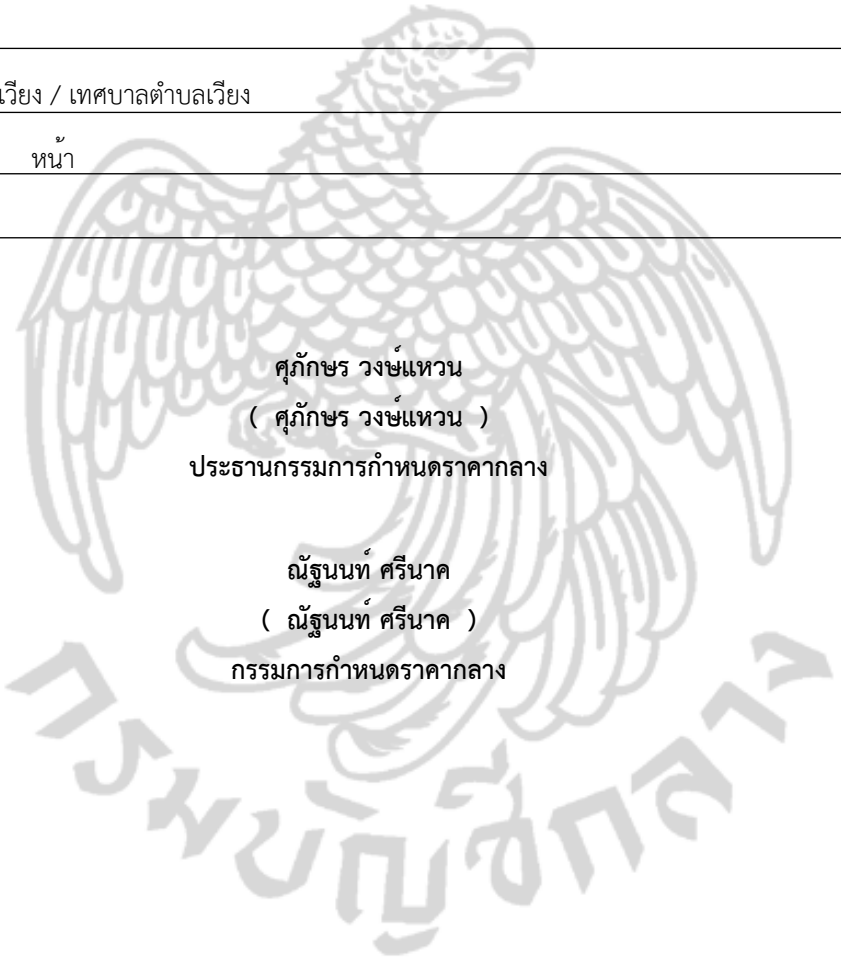 เวียง / เทศบาลตำบลเวียง
หน้า
ศุภักษร วงษ์แหวน
( ศุภักษร วงษ์แหวน )
ประธานกรรมการกำหนดราคากลาง
ณัฐนนท์ ศรีนาค
( ณัฐนนท์ ศรีนาค )
กรรมการกำหนดราคากลาง
กรมบัญชีกลาง